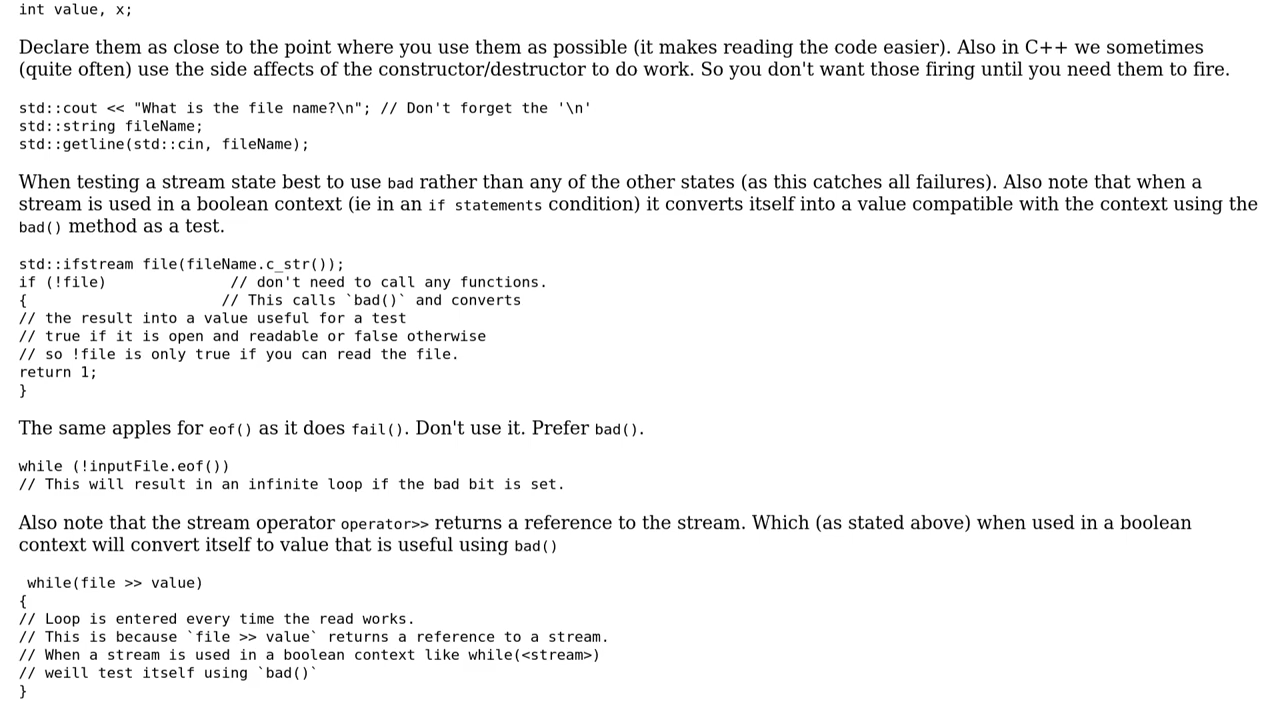 int value, x;
Declare them as close to the point where you use them as possible (it makes reading the code easier). Also in C++ we sometimes
(quite often) use the side affects of the constructor/destructor to do work. So you don't want those firing until you need them to fire.
std::cout << "What is the file name?\n"; // Don't forget the '\n'
std::string fileName;
std::getline(std::cin, fileName);
When testing a stream state best to use bad rather than any of the other states (as this catches all failures). Also note that when a
stream is used in a boolean context (ie in an if statements condition) it converts itself into a value compatible with the context using the
bad() method as a test.
std::ifstream file(fileName.c_str());
if (!file)              // don't need to call any functions.
{                      // This calls `bad()` and converts
// the result into a value useful for a test
// true if it is open and readable or false otherwise
// so !file is only true if you can read the file.
return 1;
}
The same apples for eof() as it does fail(). Don't use it. Prefer bad().
while (!inputFile.eof())
// This will result in an infinite loop if the bad bit is set.
Also note that the stream operator operator>> returns a reference to the stream. Which (as stated above) when used in a boolean
context will convert itself to value that is useful using bad()
while(file >> value)
{
// Loop is entered every time the read works.
// This is because `file >> value` returns a reference to a stream.
// When a stream is used in a boolean context like while(<stream>)
// weill test itself using `bad()`
}